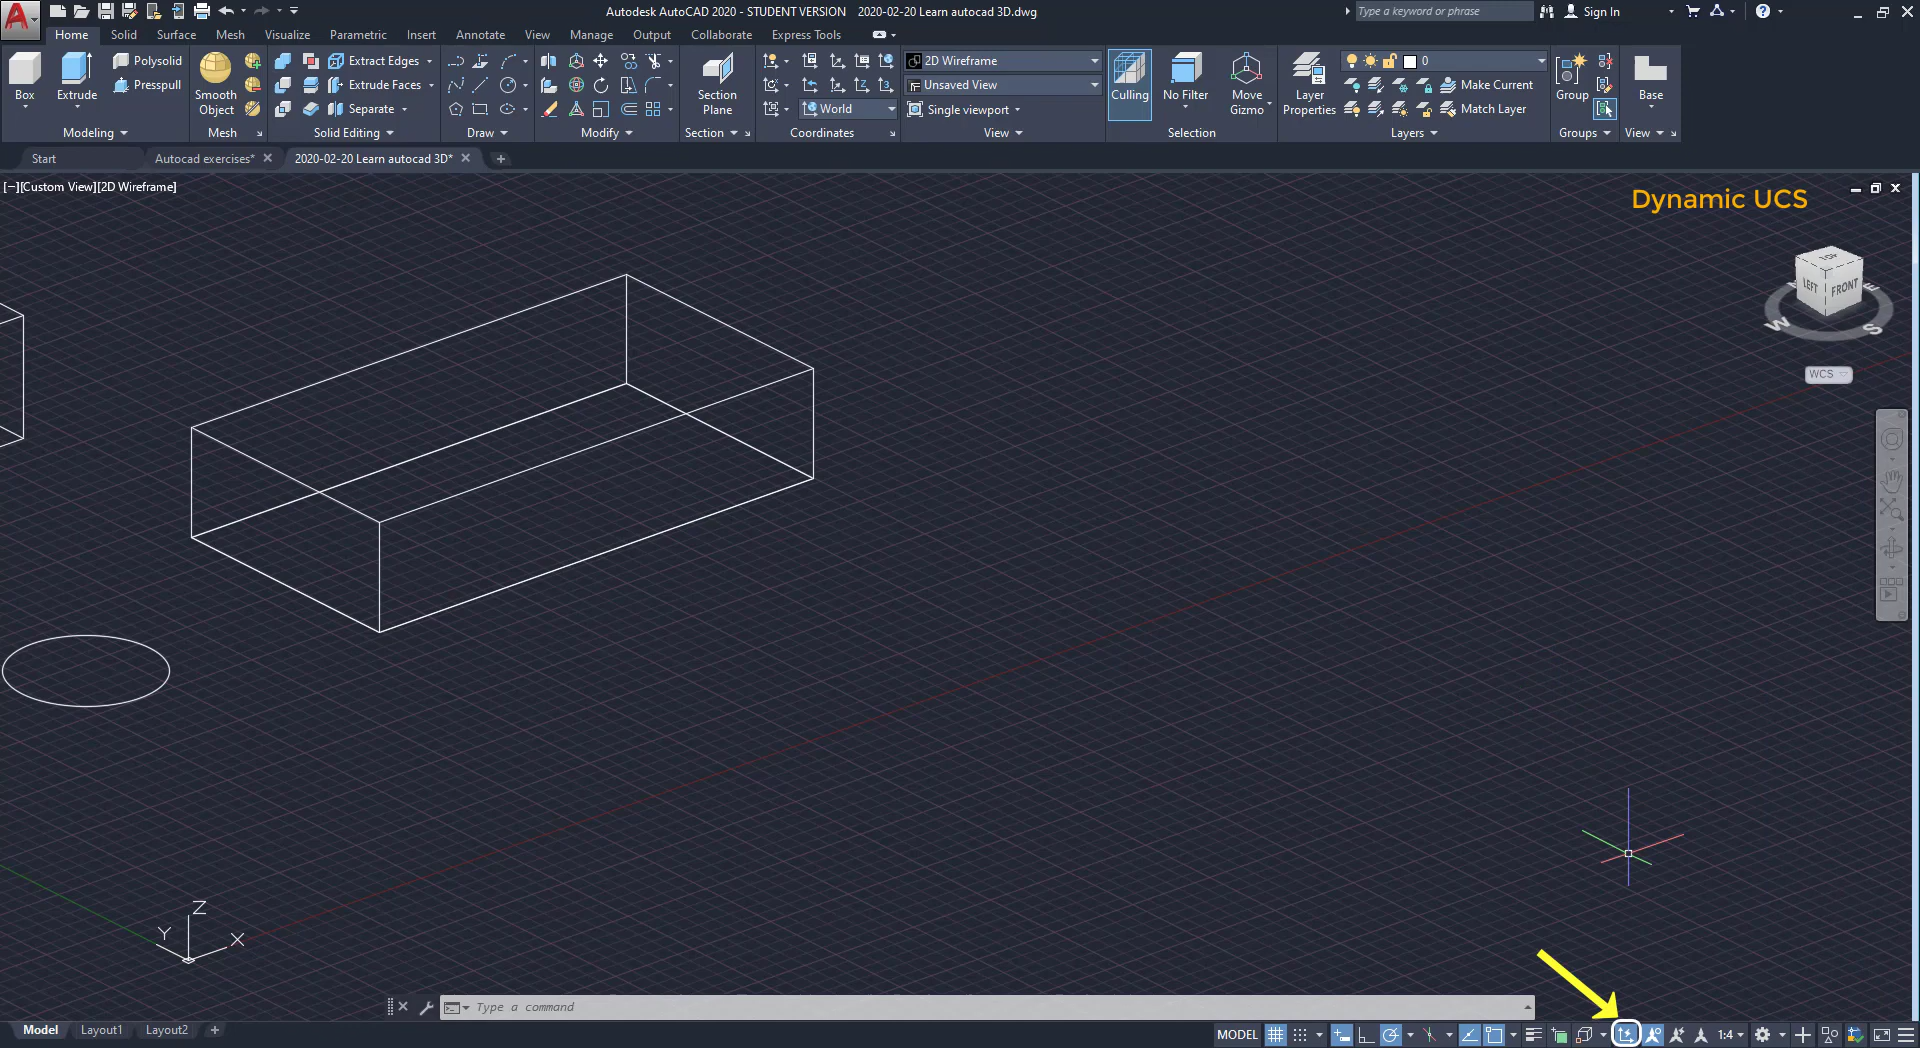 Autodesk AutoCAD 2020 - STUDENT VERSION 2020-02-20 Learn autocad 3D.dwg
Type a keyword or phrase
Sign In
Home Solid Surface Mesh Visualize Parametric Insert Annotate View Manage Output Collaborate Express Tools
Box
Extrude
Polysolid
Presspull
Modeling
Smooth
Object
Mesh
Extract Edges
Extrude Faces
Separate
Solid Editing
Draw
Modify
Section
Plane
Section
World
Coordinates
2D Wireframe
Unsaved View
Single viewport
View
Culling
No Filter
Move
Gizmo
Selection
Layer
Properties
0
Make Current
Match Layer
Layers
Group
Groups
Base
View
Start
Autocad exercises*
2020-02-20 Learn autocad 3D*
[−][Custom View][2D Wireframe]
Dynamic UCS
TOP
LEFT
FRONT
W
S
E
WCS
Z
Y
X
Type a command
Model Layout1 Layout2
MODEL
1:4